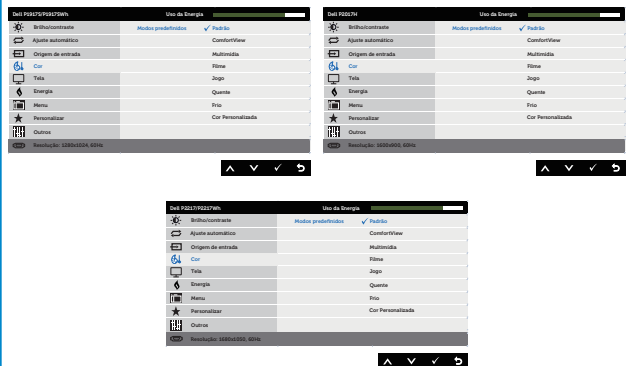 Dell P1917S/P1917SWh Uso da Energia
Brilho/contraste Modos predefinidos ✓ Padrão
Ajuste automático ComfortView
Origem de entrada Multimídia
Cor Filme
Tela Jogo
Energia Quente
Menu Frio
Personalizar Cor Personalizada
Outros
Resolução: 1280x1024, 60Hz
Dell P2017H Uso da Energia
Brilho/contraste Modos predefinidos ✓ Padrão
Ajuste automático ComfortView
Origem de entrada Multimídia
Cor Filme
Tela Jogo
Energia Quente
Menu Frio
Personalizar Cor Personalizada
Outros
Resolução: 1600x900, 60Hz
Dell P2217/P2217Wh Uso da Energia
Brilho/contraste Modos predefinidos ✓ Padrão
Ajuste automático ComfortView
Origem de entrada Multimídia
Cor Filme
Tela Jogo
Energia Quente
Menu Frio
Personalizar Cor Personalizada
Outros
Resolução: 1680x1050, 60Hz